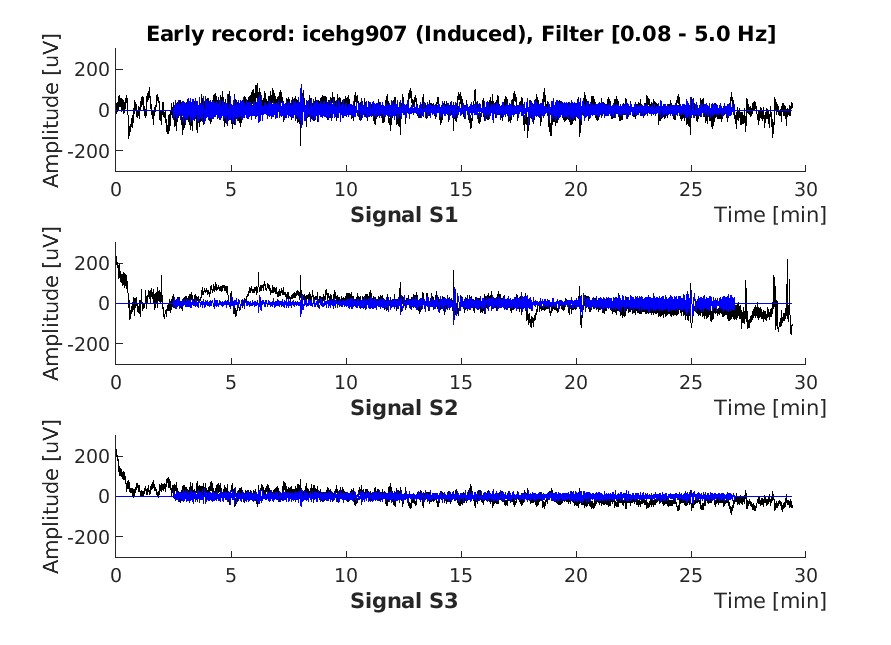 Early record: icehg907 (Induced), Filter [0.08 - 5.0 Hz]
Amplitude [uV]
200
0
-200
0 5 10 15 20 25 30
Signal S1 Time [min]
Amplitude [uV]
200
0
-200
0 5 10 15 20 25 30
Signal S2 Time [min]
Amplitude [uV]
200
0
-200
0 5 10 15 20 25 30
Signal S3 Time [min]